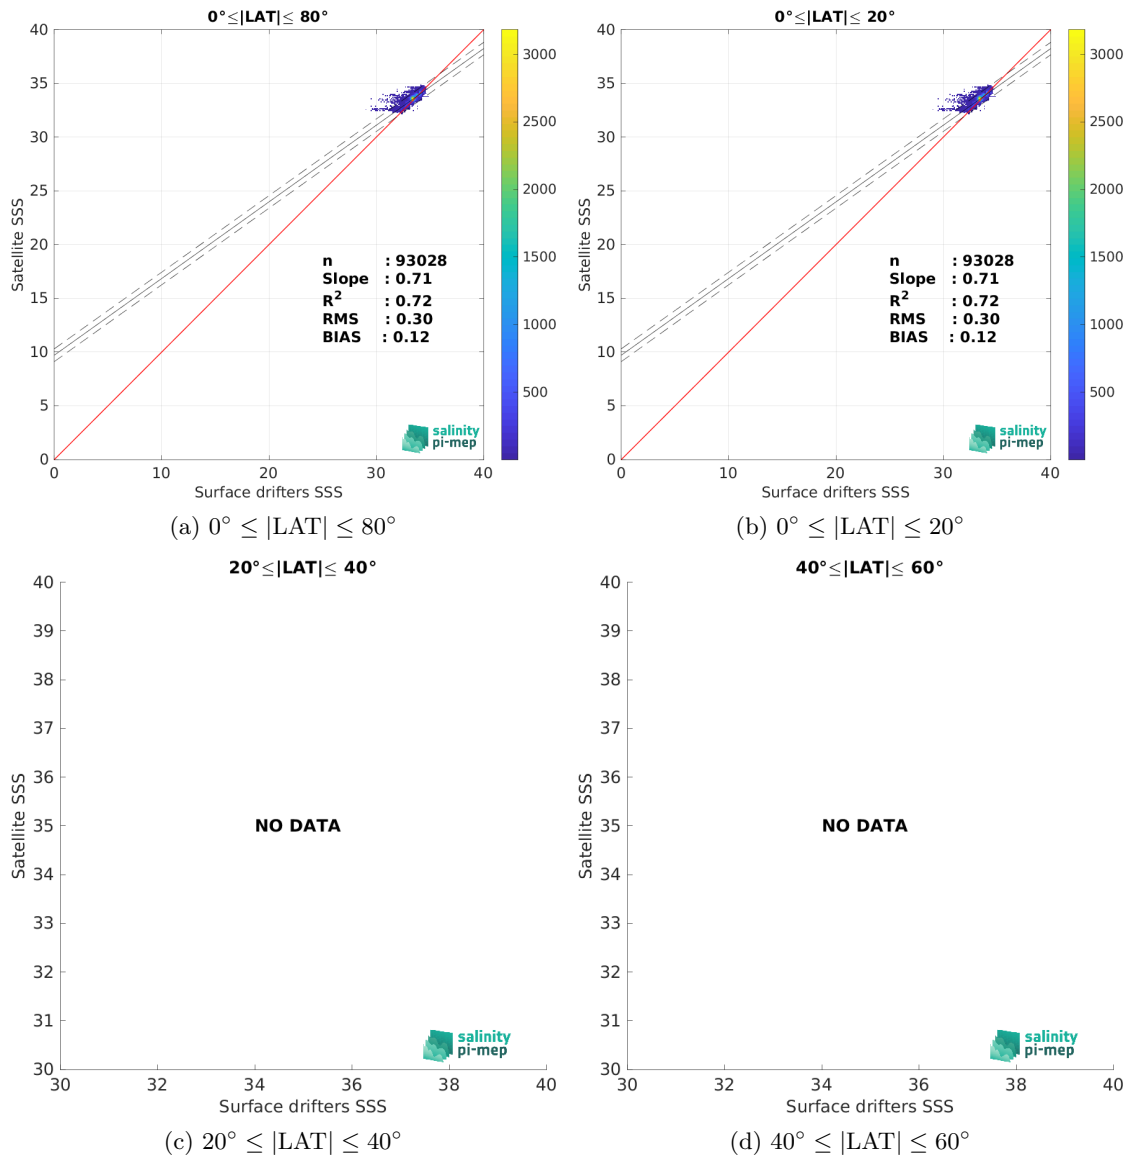 0°≤|LAT|≤ 80°
40
35
30
25
20
15
10
5
0
Satellite SSS
n : 93028
Slope : 0.71
R² : 0.72
RMS : 0.30
BIAS : 0.12
salinity
pi-mep
0 10 20 30 40
Surface drifters SSS
3000
2500
2000
1500
1000
500
(a) 0° ≤ |LAT| ≤ 80°
0°≤|LAT|≤ 20°
40
35
30
25
20
15
10
5
0
Satellite SSS
n : 93028
Slope : 0.71
R² : 0.72
RMS : 0.30
BIAS : 0.12
salinity
pi-mep
0 10 20 30 40
Surface drifters SSS
3000
2500
2000
1500
1000
500
(b) 0° ≤ |LAT| ≤ 20°
20°≤|LAT|≤ 40°
40
39
38
37
36
35
34
33
32
31
30
Satellite SSS
NO DATA
salinity
pi-mep
30 32 34 36 38 40
Surface drifters SSS
(c) 20° ≤ |LAT| ≤ 40°
40°≤|LAT|≤ 60°
40
39
38
37
36
35
34
33
32
31
30
Satellite SSS
NO DATA
salinity
pi-mep
30 32 34 36 38 40
Surface drifters SSS
(d) 40° ≤ |LAT| ≤ 60°